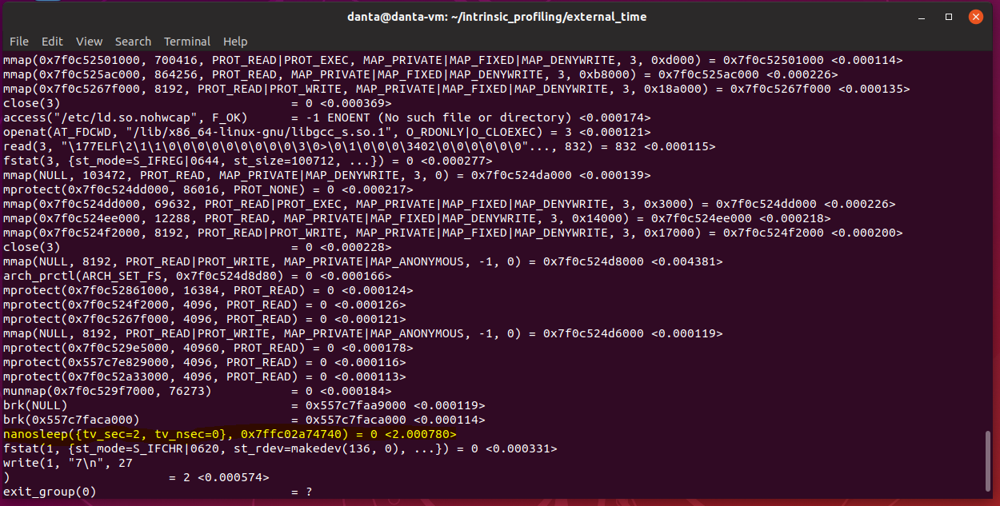 danta@danta-vm: ~/intrinsic_profiling/external_time
File Edit View Search Terminal Help
mmap(0x7f0c52501000, 700416, PROT_READ|PROT_EXEC, MAP_PRIVATE|MAP_FIXED|MAP_DENYWRITE, 3, 0xd000) = 0x7f0c52501000 <0.000114>
mmap(0x7f0c525ac000, 864256, PROT_READ, MAP_PRIVATE|MAP_FIXED|MAP_DENYWRITE, 3, 0xb8000) = 0x7f0c525ac000 <0.000226>
mmap(0x7f0c5267f000, 8192, PROT_READ|PROT_WRITE, MAP_PRIVATE|MAP_FIXED|MAP_DENYWRITE, 3, 0x18a000) = 0x7f0c5267f000 <0.000135>
close(3)                                = 0 <0.000369>
access("/etc/ld.so.nohwcap", F_OK)      = -1 ENOENT (No such file or directory) <0.000174>
openat(AT_FDCWD, "/lib/x86_64-linux-gnu/libgcc_s.so.1", O_RDONLY|O_CLOEXEC) = 3 <0.000121>
read(3, "\177ELF\2\1\1\0\0\0\0\0\0\0\0\0\3\0>\0\1\0\0\0\3402\0\0\0\0\0\0"..., 832) = 832 <0.000115>
fstat(3, {st_mode=S_IFREG|0644, st_size=100712, ...}) = 0 <0.000277>
mmap(NULL, 103472, PROT_READ, MAP_PRIVATE|MAP_DENYWRITE, 3, 0) = 0x7f0c524da000 <0.000139>
mprotect(0x7f0c524dd000, 86016, PROT_NONE) = 0 <0.000217>
mmap(0x7f0c524dd000, 69632, PROT_READ|PROT_EXEC, MAP_PRIVATE|MAP_FIXED|MAP_DENYWRITE, 3, 0x3000) = 0x7f0c524dd000 <0.000226>
mmap(0x7f0c524ee000, 12288, PROT_READ, MAP_PRIVATE|MAP_FIXED|MAP_DENYWRITE, 3, 0x14000) = 0x7f0c524ee000 <0.000218>
mmap(0x7f0c524f2000, 8192, PROT_READ|PROT_WRITE, MAP_PRIVATE|MAP_FIXED|MAP_DENYWRITE, 3, 0x17000) = 0x7f0c524f2000 <0.000200>
close(3)                                = 0 <0.000228>
mmap(NULL, 8192, PROT_READ|PROT_WRITE, MAP_PRIVATE|MAP_ANONYMOUS, -1, 0) = 0x7f0c524d8000 <0.004381>
arch_prctl(ARCH_SET_FS, 0x7f0c524d8d80) = 0 <0.000166>
mprotect(0x7f0c52861000, 16384, PROT_READ) = 0 <0.000124>
mprotect(0x7f0c524f2000, 4096, PROT_READ) = 0 <0.000126>
mprotect(0x7f0c5267f000, 4096, PROT_READ) = 0 <0.000121>
mmap(NULL, 8192, PROT_READ|PROT_WRITE, MAP_PRIVATE|MAP_ANONYMOUS, -1, 0) = 0x7f0c524d6000 <0.000119>
mprotect(0x7f0c529e5000, 40960, PROT_READ) = 0 <0.000178>
mprotect(0x557c7e829000, 4096, PROT_READ) = 0 <0.000116>
mprotect(0x7f0c52a33000, 4096, PROT_READ) = 0 <0.000113>
munmap(0x7f0c529f7000, 76273)           = 0 <0.000184>
brk(NULL)                               = 0x557c7faa9000 <0.000119>
brk(0x557c7faca000)                     = 0x557c7faca000 <0.000114>
nanosleep({tv_sec=2, tv_nsec=0}, 0x7ffc02a74740) = 0 <2.000780>
fstat(1, {st_mode=S_IFCHR|0620, st_rdev=makedev(136, 0), ...}) = 0 <0.000331>
write(1, "7\n", 27
)                       = 2 <0.000574>
exit_group(0)                           = ?